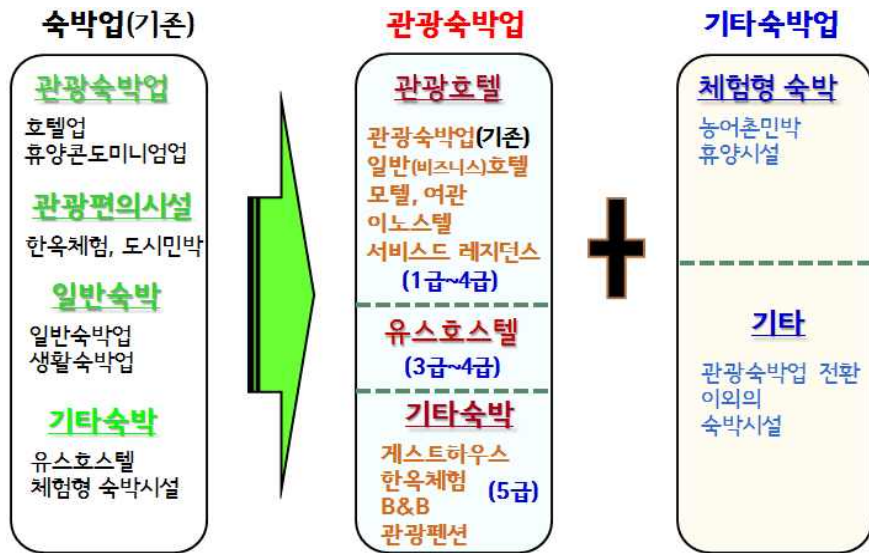 숙박업(기존)
관광숙박업
호텔업
휴양콘도미니엄업
관광편의시설
한옥체험, 도시민박
일반숙박
일반숙박업
생활숙박업
기타숙박
유스호스텔
체험형 숙박시설
관광숙박업
관광호텔
관광숙박업(기존)
일반(비즈니스)호텔
모텔, 여관
이노스텔
서비스드 레지던스
(1급~4급)
유스호스텔
(3급~4급)
기타숙박
게스트하우스
한옥체험
(5급)
B&B
관광펜션
기타숙박업
체험형 숙박
농어촌민박
휴양시설
기타
관광숙박업 전환
이외의
숙박시설